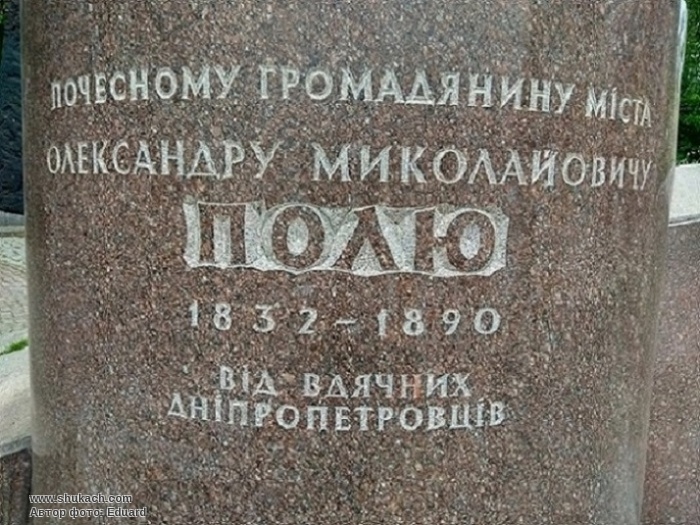 ПОЧЕСНОМУ ГРОМАДЯНИНУ МІСТА
ОЛЕКСАНДРУ МИКОЛАЙОВИЧУ
ПОЛЮ
1832 - 1890
ВІД ВДЯЧНИХ
ДНІПРОПЕТРОВЦІВ
www.shukach.com
Автор фото: Eduard